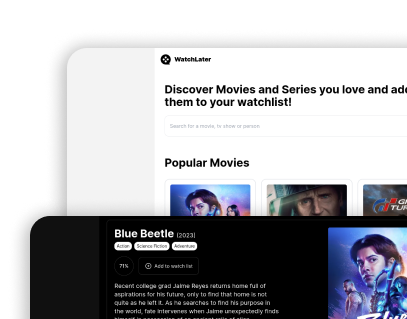 WatchLater
Discover Movies and Series you love and add
them to your watchlist!
Search for a movie, tv show or person
Popular Movies
Blue Beetle (2023)
Action Science Fiction Adventure
71% Add to watch list
Recent college grad Jaime Reyes returns home full of
aspirations for his future, only to find that home is not
quite as he left it. As he searches to find his purpose in
the world, fate intervenes when Jaime unexpectedly finds